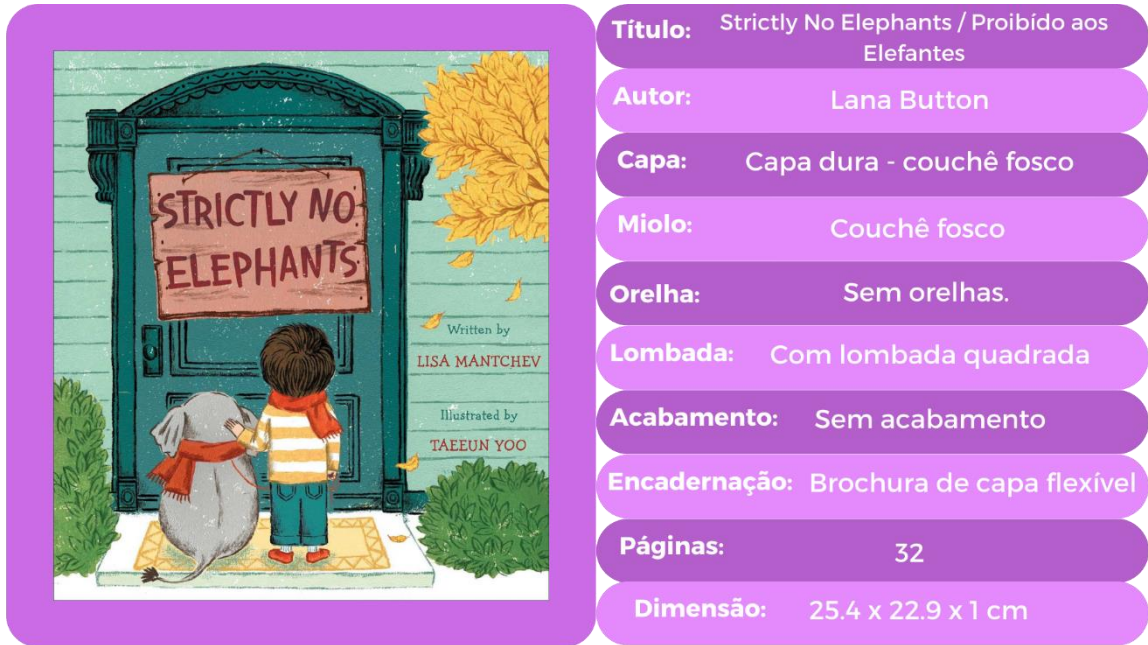 STRICTLY NO
ELEPHANTS
Written by
LISA MANTCHEV
Illustrated by
TAEEUN YOO
Título: Strictly No Elephants / Proibído aos
Elefantes
Autor: Lana Button
Capa: Capa dura - couchê fosco
Miolo: Couchê fosco
Orelha: Sem orelhas.
Lombada: Com lombada quadrada
Acabamento: Sem acabamento
Encadernação: Brochura de capa flexível
Páginas: 32
Dimensão: 25.4 x 22.9 x 1 cm